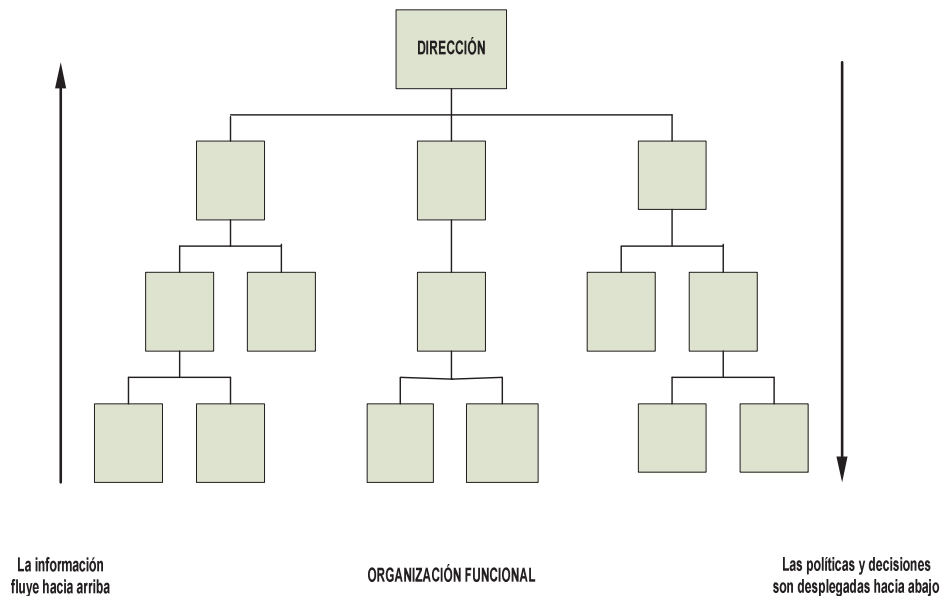 DIRECCIÓN
La información
fluye hacia arriba
ORGANIZACIÓN FUNCIONAL
Las políticas y decisiones
son desplegadas hacia abajo